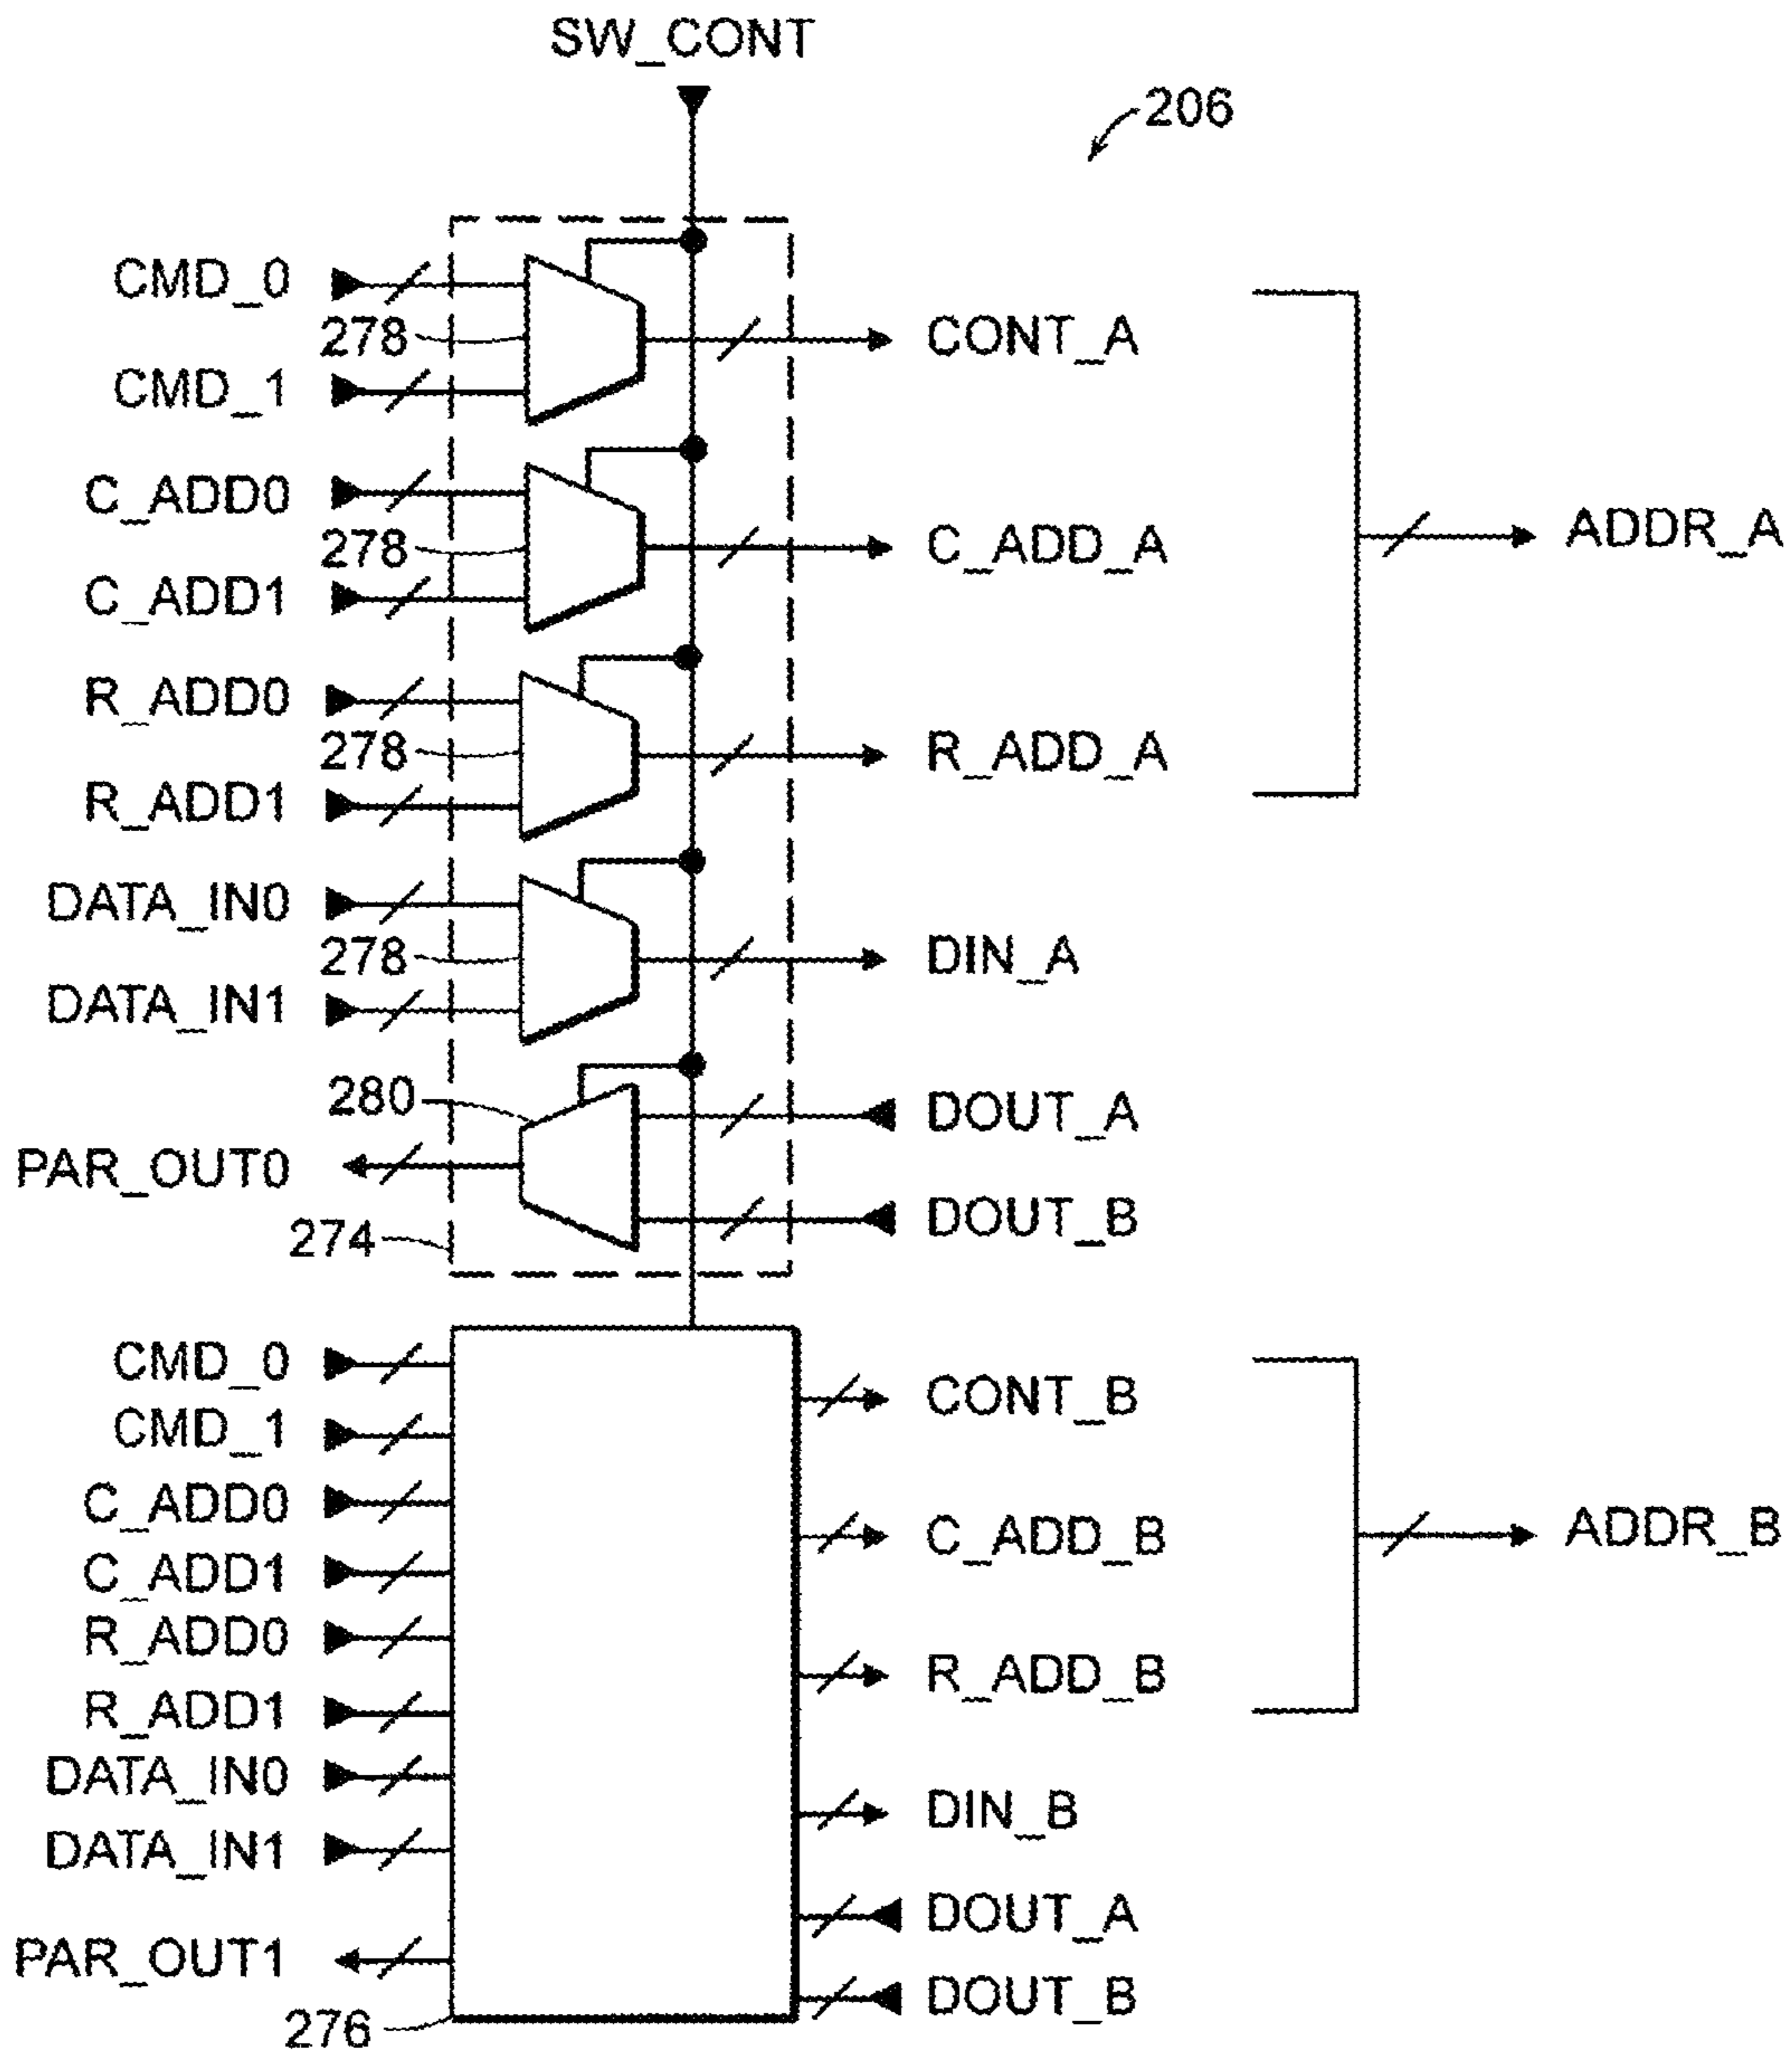 SW_CONT
206
CMD_0
278
CMD_1
CONT_A
C_ADD0
278
C_ADD1
C_ADD_A
ADDR_A
R_ADD0
278
R_ADD1
R_ADD_A
DATA_IN0
278
DATA_IN1
DIN_A
280
DOUT_A
PAR_OUT0
DOUT_B
274
CMD_0
CMD_1
CONT_B
C_ADD0
C_ADD1
C_ADD_B
ADDR_B
R_ADD0
R_ADD1
R_ADD_B
DATA_IN0
DATA_IN1
DIN_B
DOUT_A
PAR_OUT1
DOUT_B
276